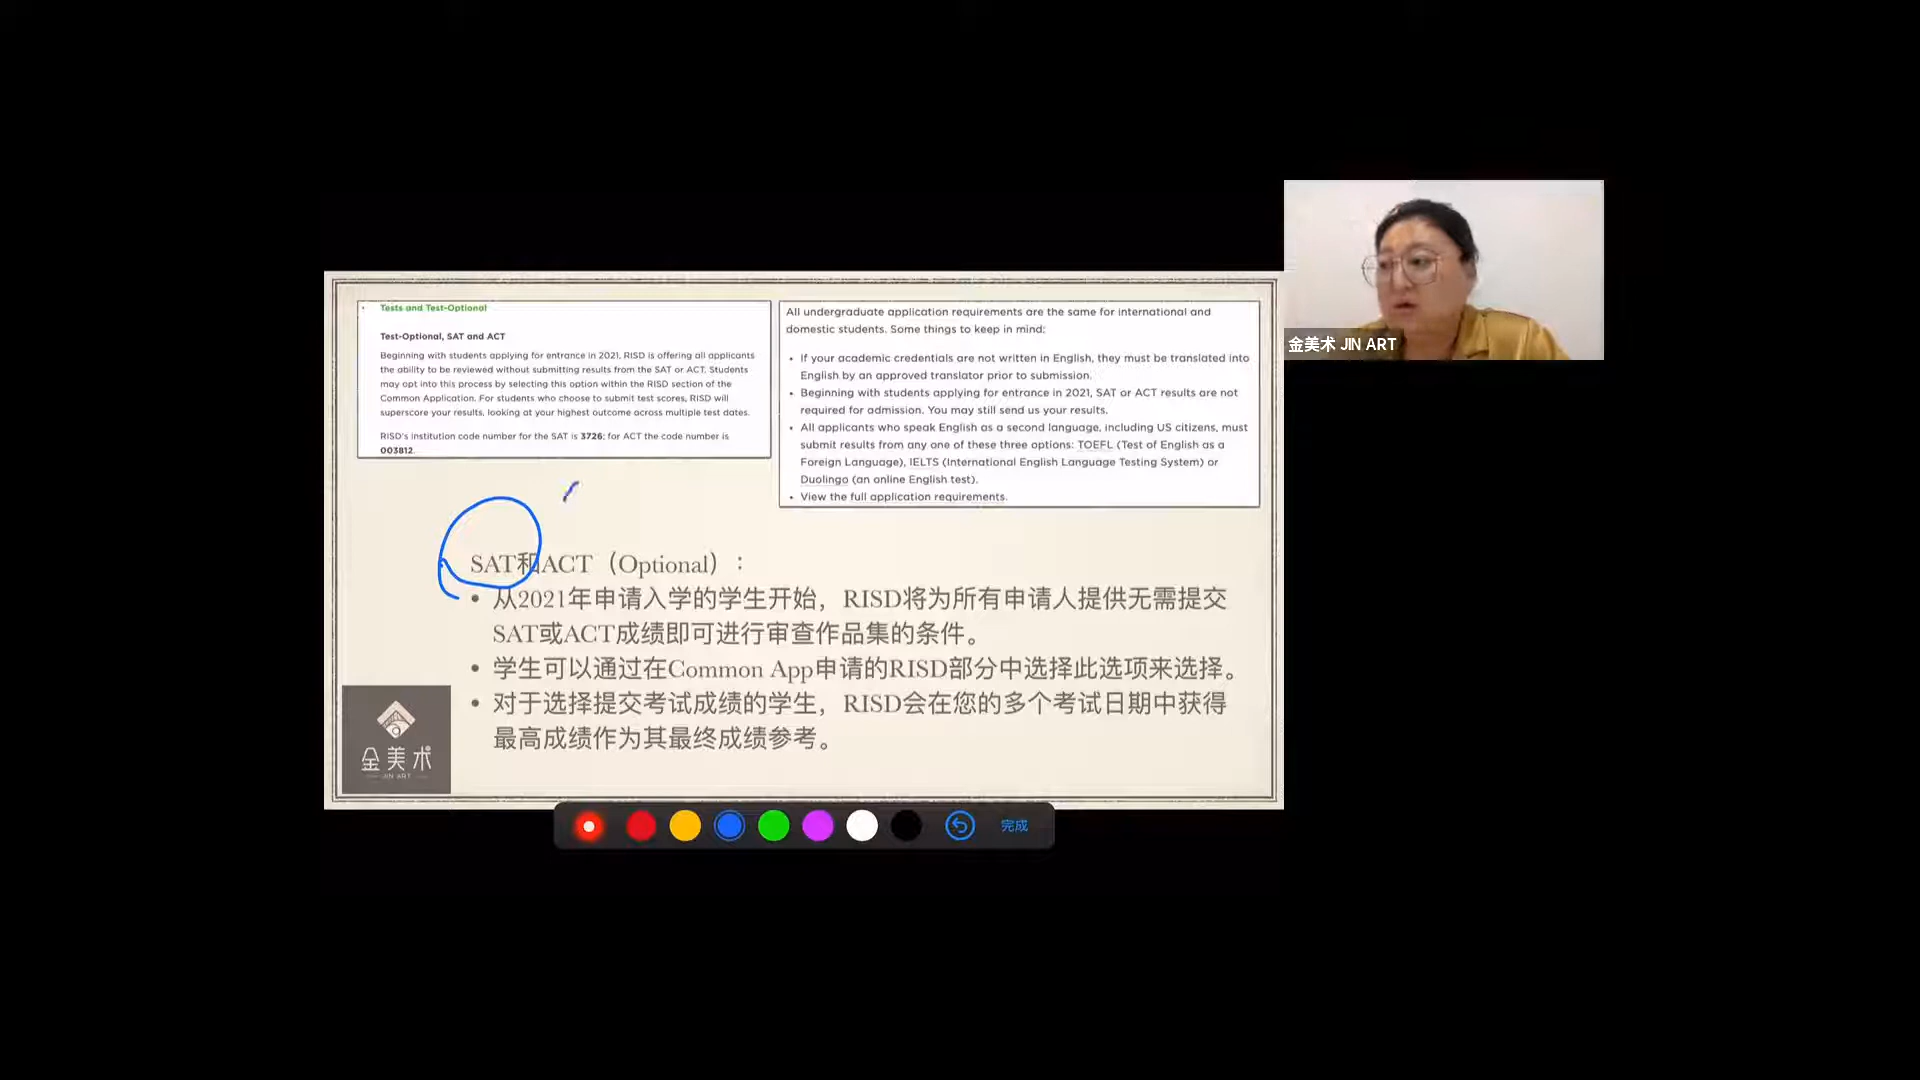 Tests and Test-Optional
Test-Optional, SAT and ACT
Beginning with students applying for entrance in 2021, RISD is offering all applicants
the ability to be reviewed without submitting results from the SAT or ACT. Students
may opt into this process by selecting this option within the RISD section of the
Common Application. For students who choose to submit test scores, RISD will
superscore your results, looking at your highest outcome across multiple test dates.
RISD's institution code number for the SAT is 3726; for ACT the code number is
003812.
All undergraduate application requirements are the same for international and
domestic students. Some things to keep in mind:
• If your academic credentials are not written in English, they must be translated into
English by an approved translator prior to submission.
• Beginning with students applying for entrance in 2021, SAT or ACT results are not
required for admission. You may still send us your results.
• All applicants who speak English as a second language, including US citizens, must
submit results from any one of these three options: TOEFL (Test of English as a
Foreign Language), IELTS (International English Language Testing System) or
Duolingo (an online English test).
• View the full application requirements.
SAT和ACT（Optional）：
• 从2021年申请入学的学生开始，RISD将为所有申请人提供无需提交
SAT或ACT成绩即可进行审查作品集的条件。
• 学生可以通过在Common App申请的RISD部分中选择此选项来选择。
• 对于选择提交考试成绩的学生，RISD会在您的多个考试日期中获得
最高成绩作为其最终成绩参考。
金美术
JIN ART
完成
金美术 JIN ART